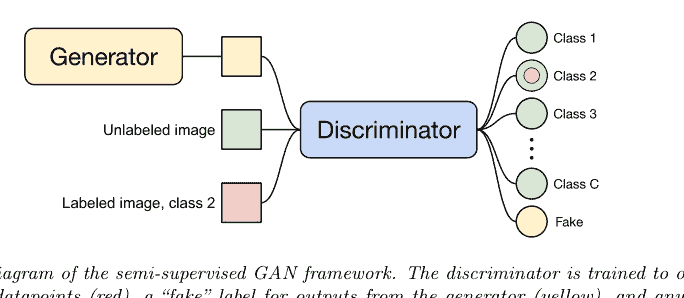 Generator
Class 1
Class 2
Unlabeled image
Discriminator
Class 3
Labeled image, class 2
Class C
Fake
diagram of the semi-supervised GAN framework. The discriminator is trained to
datapoints (red), a "fake" label for outputs from the generator (yellow), and